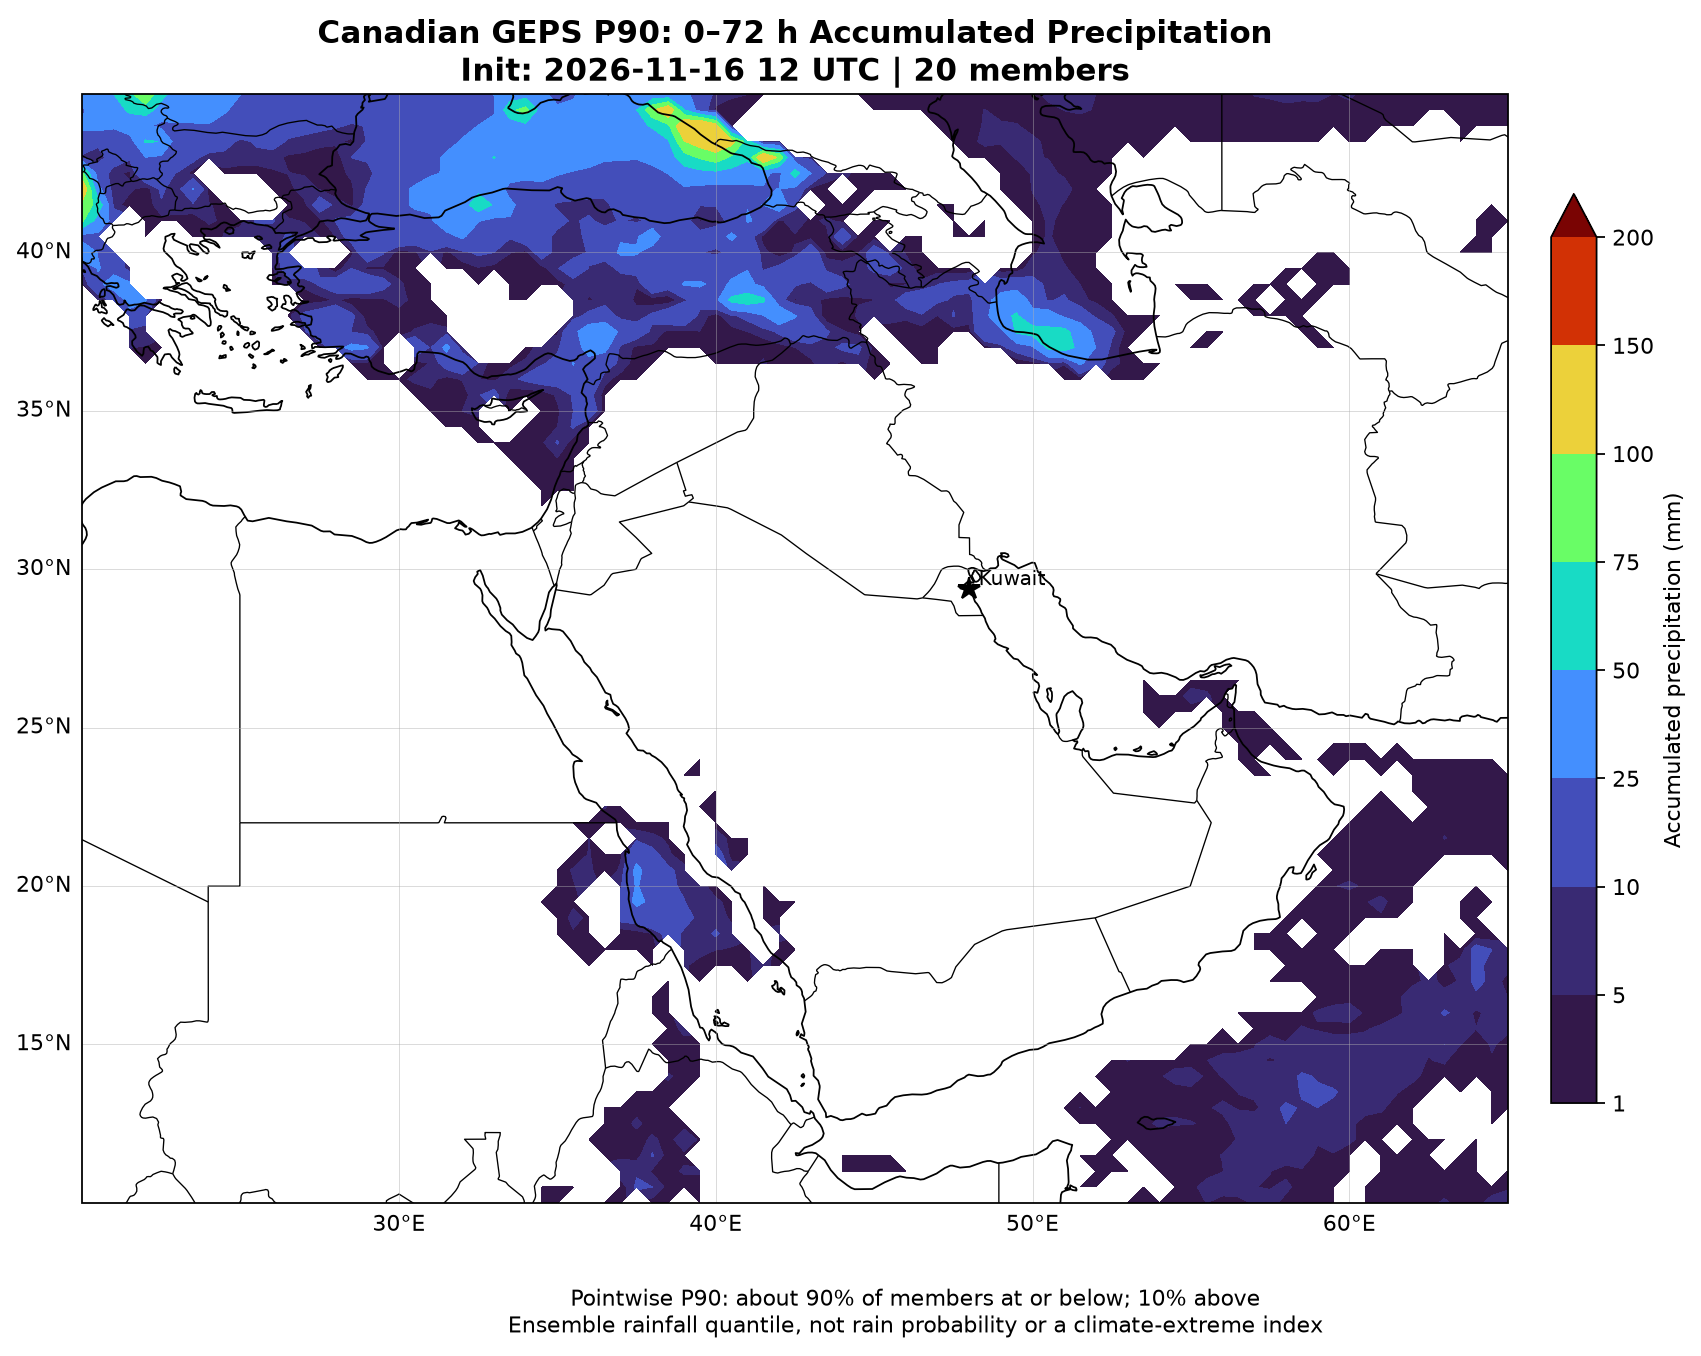 Canadian GEPS P90: 0–72 h Accumulated Precipitation
Init: 2026-11-16 12 UTC | 20 members
40°N
35°N
30°N
25°N
20°N
15°N
30°E
40°E
50°E
60°E
Kuwait
200
150
100
75
50
25
10
5
1
Accumulated precipitation (mm)
Pointwise P90: about 90% of members at or below; 10% above
Ensemble rainfall quantile, not rain probability or a climate-extreme index